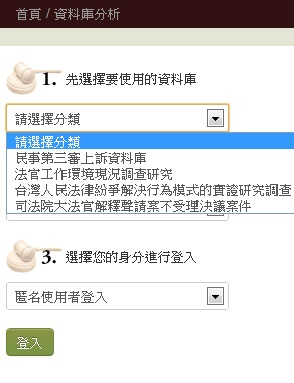 首頁 / 資料庫分析
1. 先選擇要使用的資料庫
請選擇分類
請選擇分類
民事第三審上訴資料庫
法官工作環境現況調查研究
台灣人民法律紛爭解決行為模式的實證研究調查
司法院大法官解釋聲請案不受理決議案件
3. 選擇您的身分進行登入
匿名使用者登入
登入